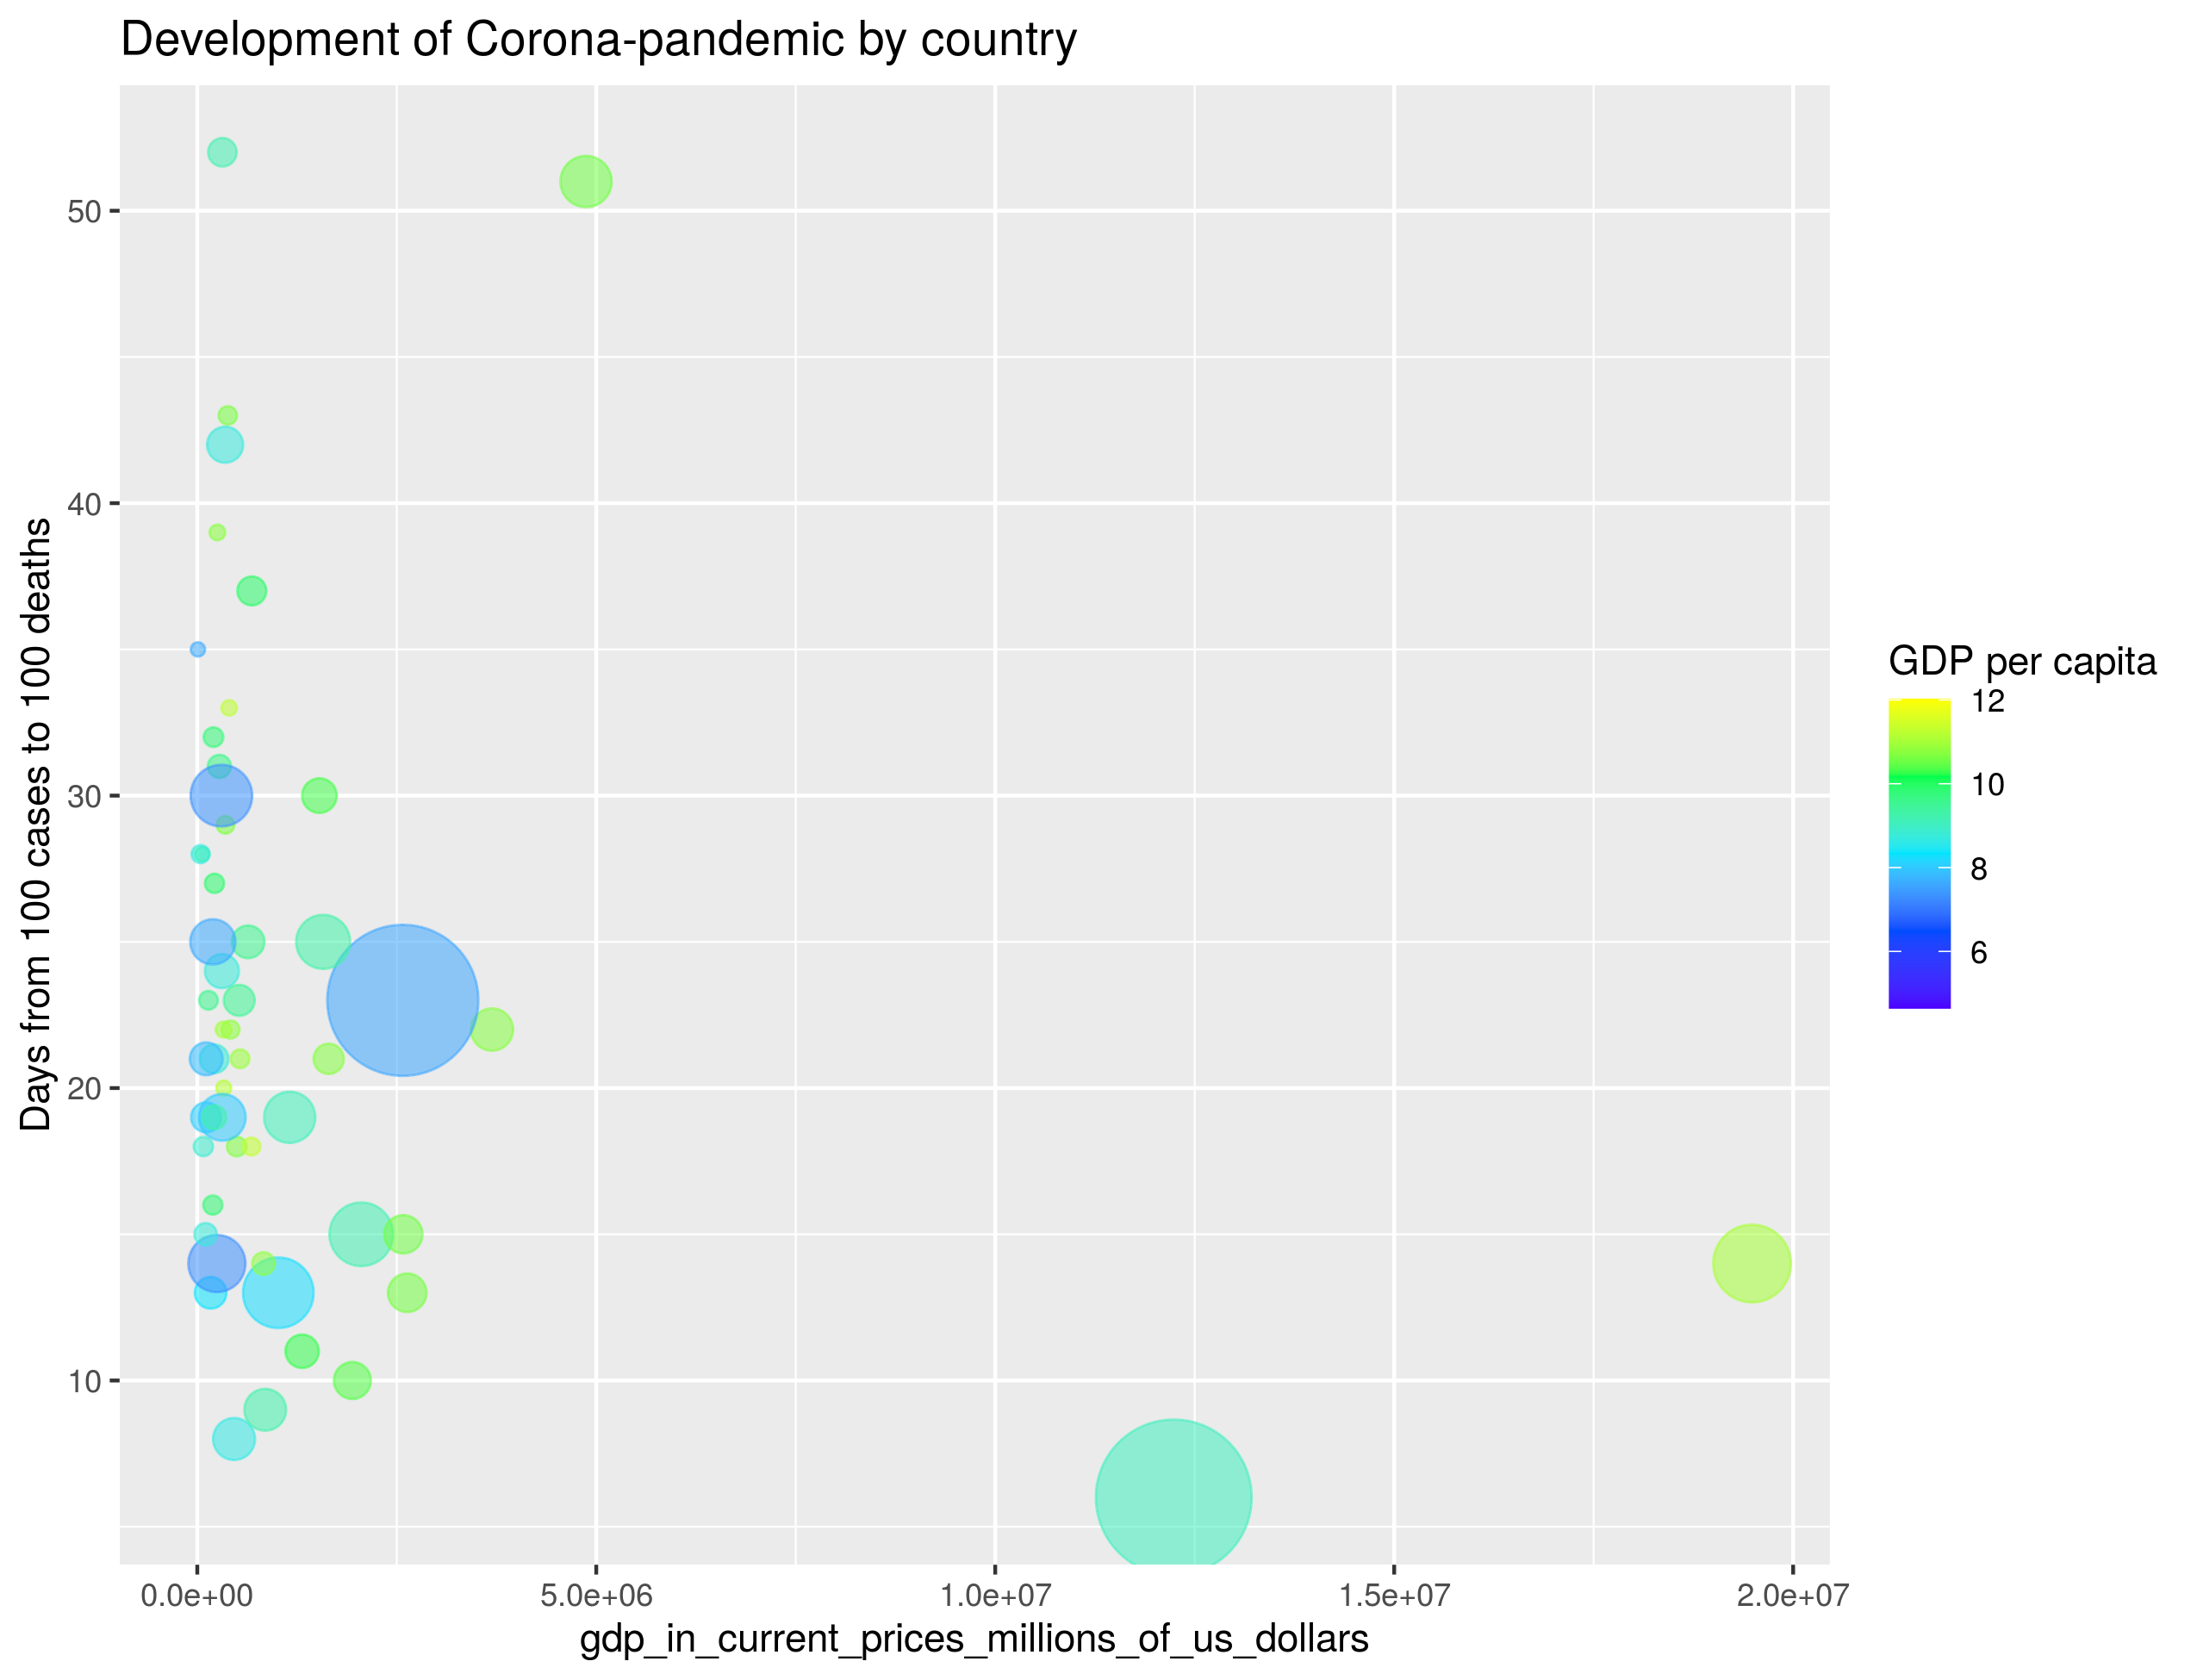 Development of Corona-pandemic by country
Days from 100 cases to 100 deaths
50
40
30
20
10
0.0e+00 5.0e+06 1.0e+07 1.5e+07 2.0e+07
gdp_in_current_prices_millions_of_us_dollars
GDP per capita
12
10
8
6